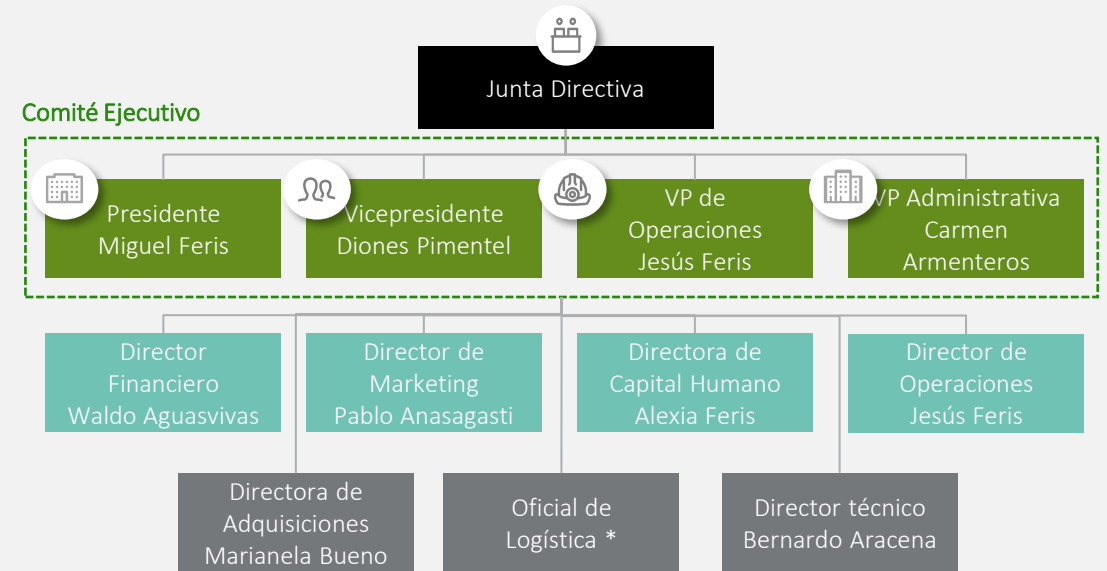 Junta Directiva
Comité Ejecutivo
Presidente
Miguel Feris
Vicepresidente
Diones Pimentel
VP de
Operaciones
Jesús Feris
VP Administrativa
Carmen
Armenteros
Director
Financiero
Waldo Aguasvivas
Director de
Marketing
Pablo Anasagasti
Directora de
Capital Humano
Alexia Feris
Director de
Operaciones
Jesús Feris
Directora de
Adquisiciones
Marianela Bueno
Oficial de
Logística *
Director técnico
Bernardo Aracena